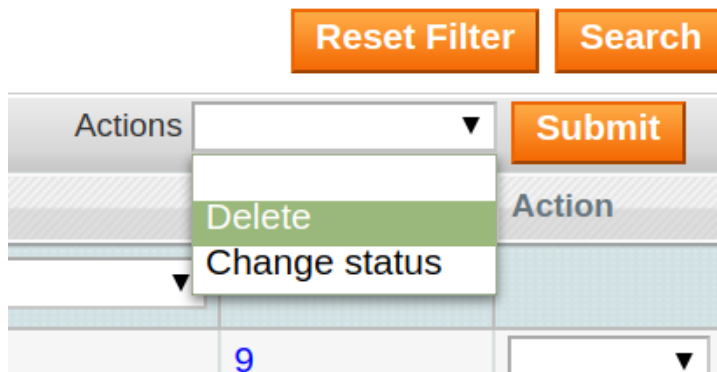 Reset Filter Search
Actions Submit
Action
Delete
Change status
9